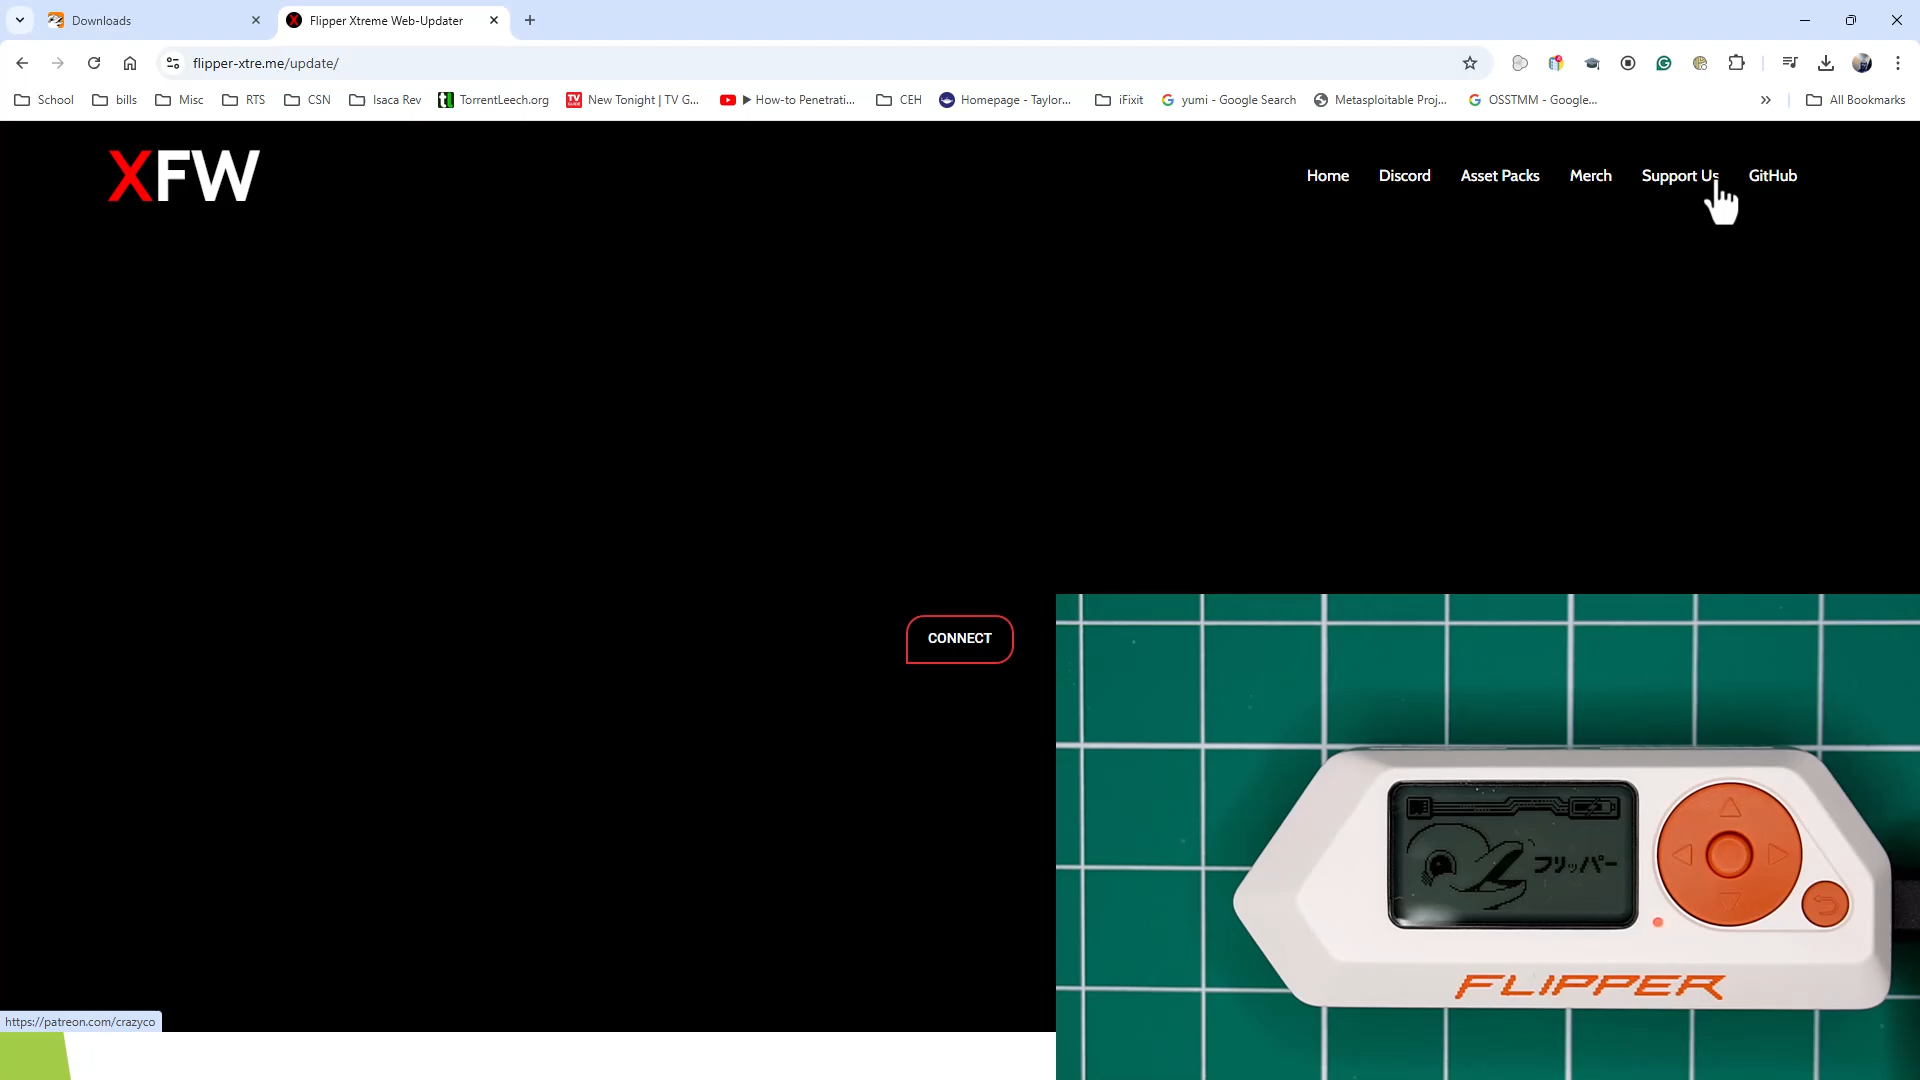 Downloads
Flipper Xtreme Web-Updater
flipper-xtre.me/update/
School
bills
Misc
RTS
CSN
Isaca Rev
TorrentLeech.org
New Tonight | TV G...
How-to Penetrati...
CEH
Homepage - Taylor...
iFixit
yumi - Google Search
Metasploitable Proj...
OSSTMM - Google...
All Bookmarks
XFW
Home
Discord
Asset Packs
Merch
Support Us
GitHub
CONNECT
フリッパー
FLIPPER
https://patreon.com/crazyco